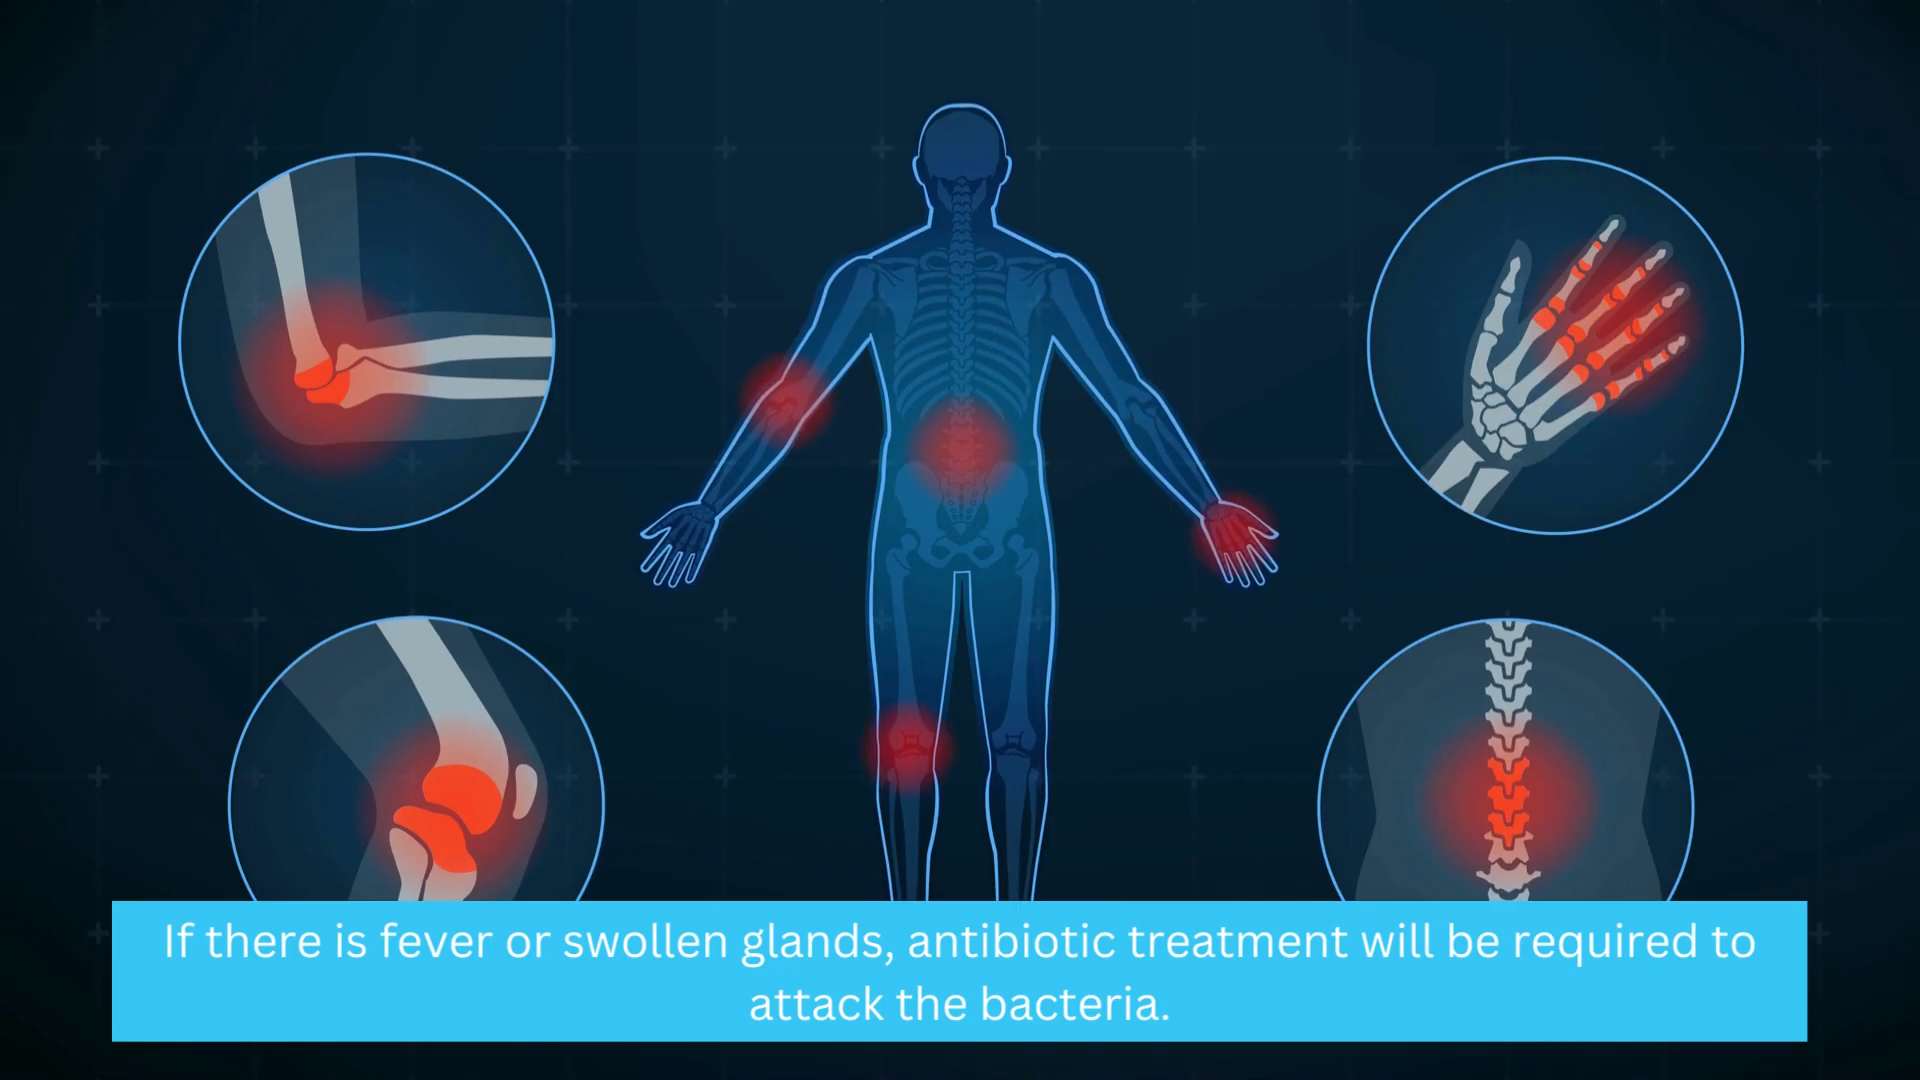 If there is fever or swollen glands, antibiotic treatment will be required to
attack the bacteria.